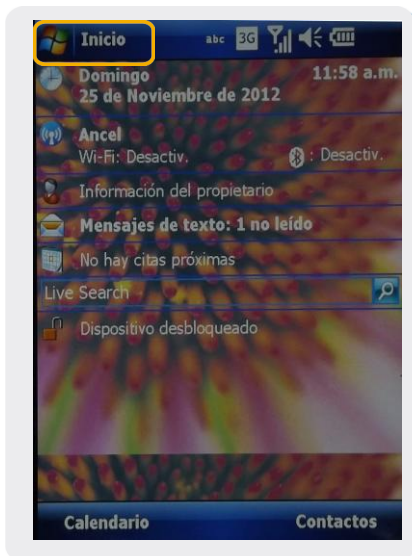 Inicio abc 3G
Domingo 11:58 a.m.
25 de Noviembre de 2012
Ancel
Wi-Fi: Desactiv. : Desactiv.
Información del propietario
Mensajes de texto: 1 no leído
No hay citas próximas
Live Search
Dispositivo desbloqueado
Calendario Contactos